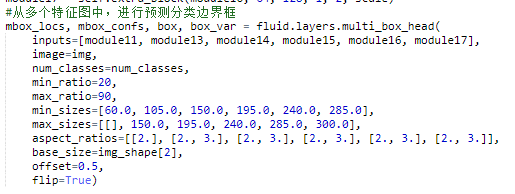 #从多个特征图中，进行预测分类边界框
mbox_locs, mbox_confs, box, box_var = fluid.layers.multi_box_head(
inputs=[module11, module13, module14, module15, module16, module17],
image=img,
num_classes=num_classes,
min_ratio=20,
max_ratio=90,
min_sizes=[60.0, 105.0, 150.0, 195.0, 240.0, 285.0],
max_sizes=[[], 150.0, 195.0, 240.0, 285.0, 300.0],
aspect_ratios=[[2.], [2., 3.], [2., 3.], [2., 3.], [2., 3.], [2., 3.]],
base_size=img_shape[2],
offset=0.5,
flip=True)